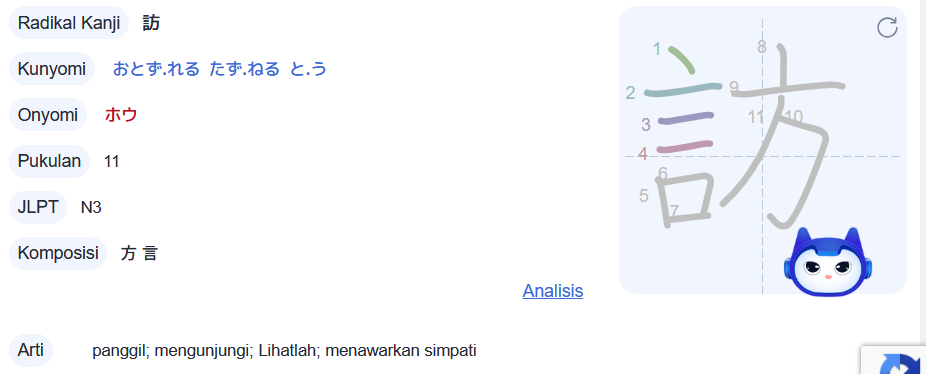 Radikal Kanji 訪
Kunyomi おとず.れる たず.ねる と.う
Onyomi ホウ
Pukulan 11
JLPT N3
Komposisi 方 言
Analisis
Arti panggil; mengunjungi; Lihatlah; menawarkan simpati
訪
1
2
3
4
5
6
7
8
9
10
11